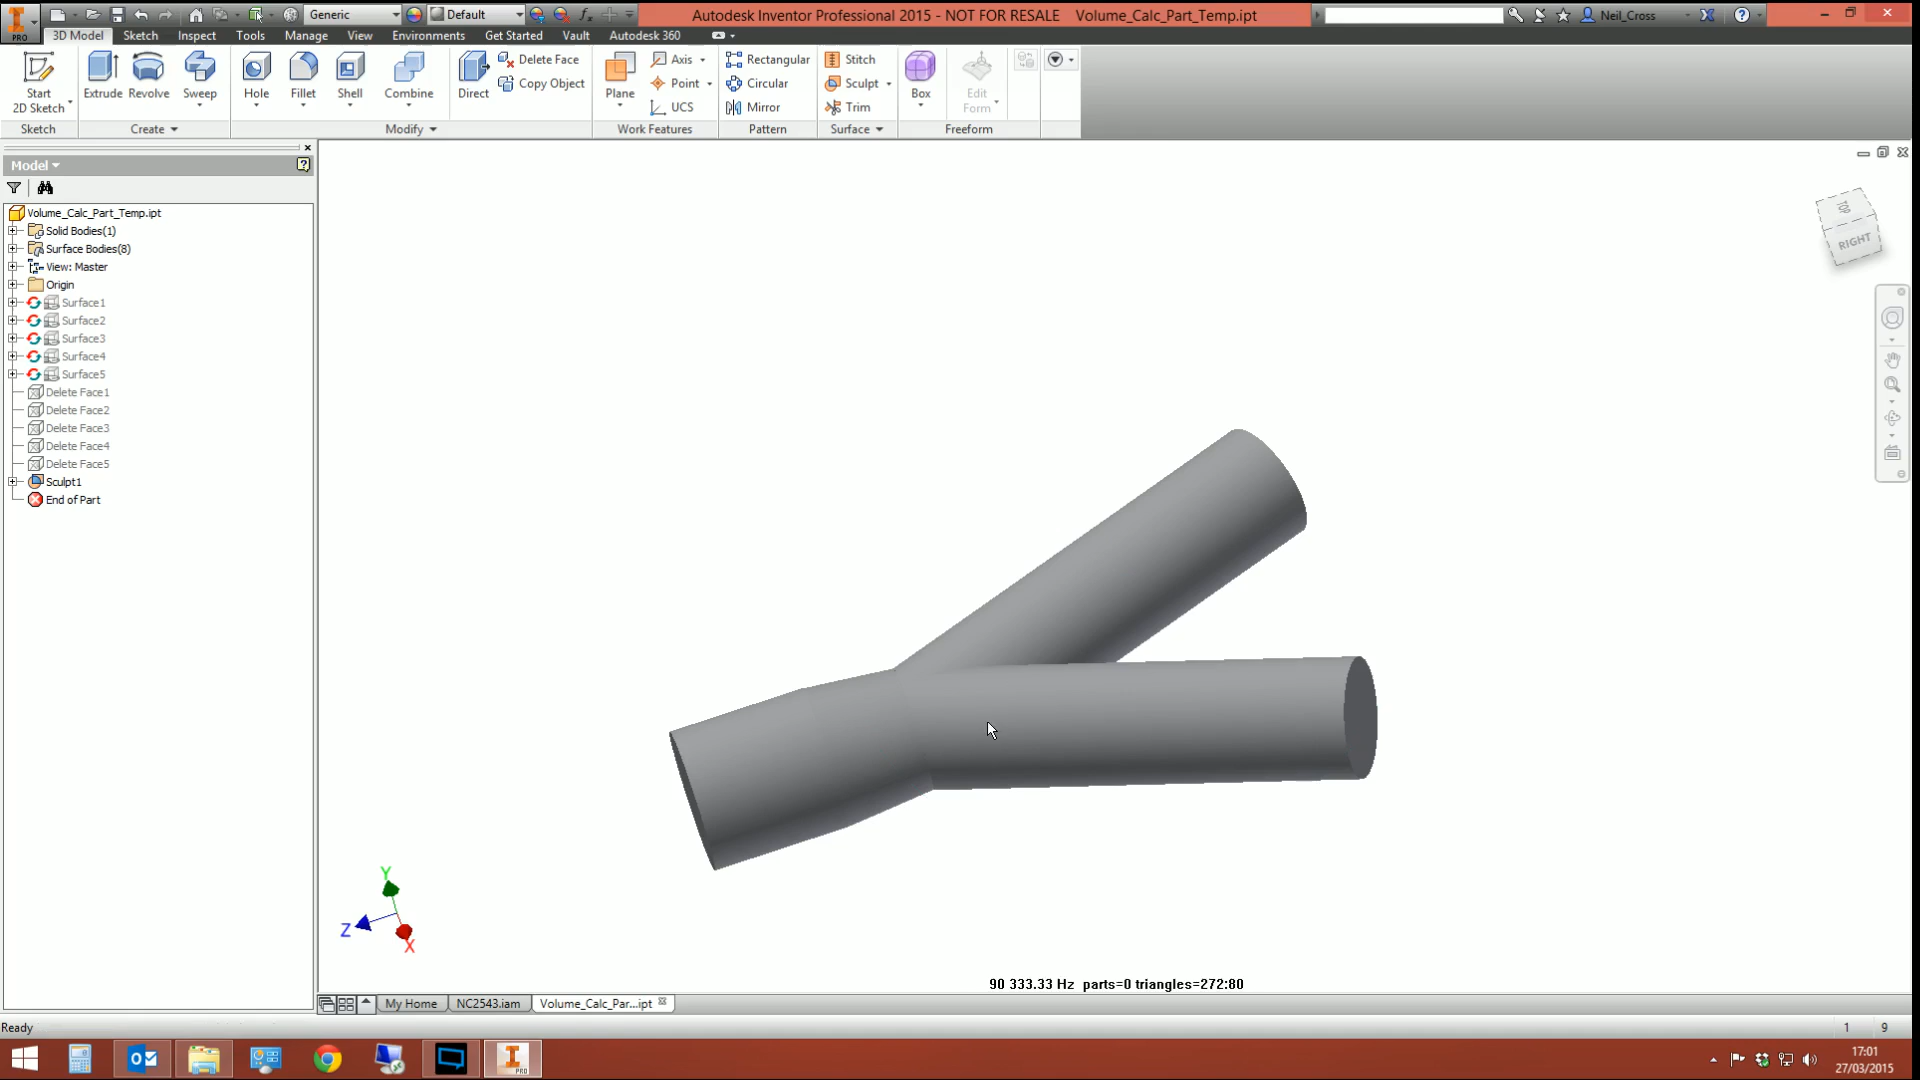 Generic
Default
Autodesk Inventor Professional 2015 - NOT FOR RESALE Volume_Calc_Part_Temp.ipt
Neil_Cross
PRO
3D Model
Sketch
Inspect
Tools
Manage
View
Environments
Get Started
Vault
Autodesk 360
Start
2D Sketch
Extrude
Revolve
Sweep
Hole
Fillet
Shell
Combine
Direct
Delete Face
Copy Object
Plane
Axis
Point
UCS
Rectangular
Circular
Mirror
Stitch
Sculpt
Trim
Box
Edit
Form
Sketch
Create
Modify
Work Features
Pattern
Surface
Freeform
Model
Volume_Calc_Part_Temp.ipt
Solid Bodies(1)
Surface Bodies(8)
View: Master
Origin
Surface1
Surface2
Surface3
Surface4
Surface5
Delete Face1
Delete Face2
Delete Face3
Delete Face4
Delete Face5
Sculpt1
End of Part
TOP
RIGHT
Y
Z
X
90 333.33 Hz parts=0 triangles=272:80
My Home
NC2543.iam
Volume_Calc_Par...ipt
Ready
1
9
PRO
17:01
27/03/2015